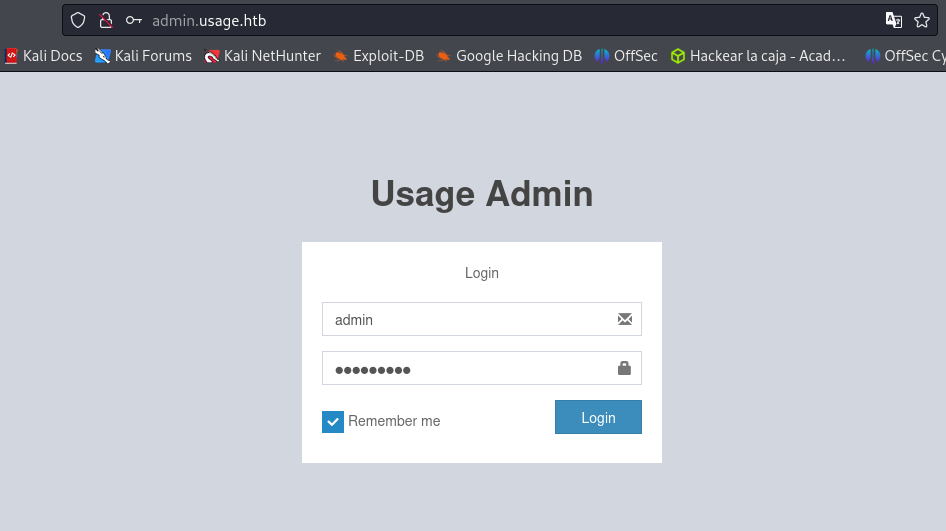 admin.usage.htb
Kali Docs Kali Forums Kali NetHunter Exploit-DB Google Hacking DB OffSec Hackear la caja - Acad… OffSec Cy
Usage Admin
Login
admin
●●●●●●●●●
Remember me Login